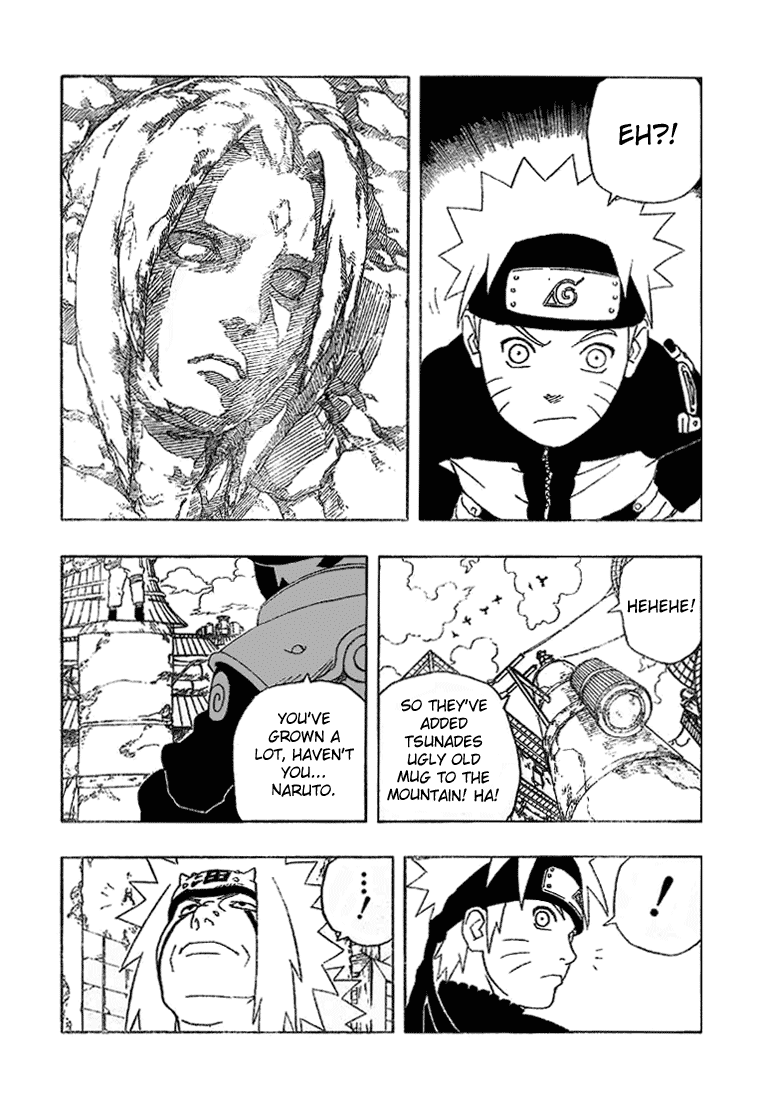 EH?!
HEHEHE!
SO THEY'VE
ADDED
TSUNADES
UGLY OLD
MUG TO THE
MOUNTAIN! HA!
YOU'VE
GROWN A
LOT, HAVEN'T
YOU...
NARUTO.
!
...!